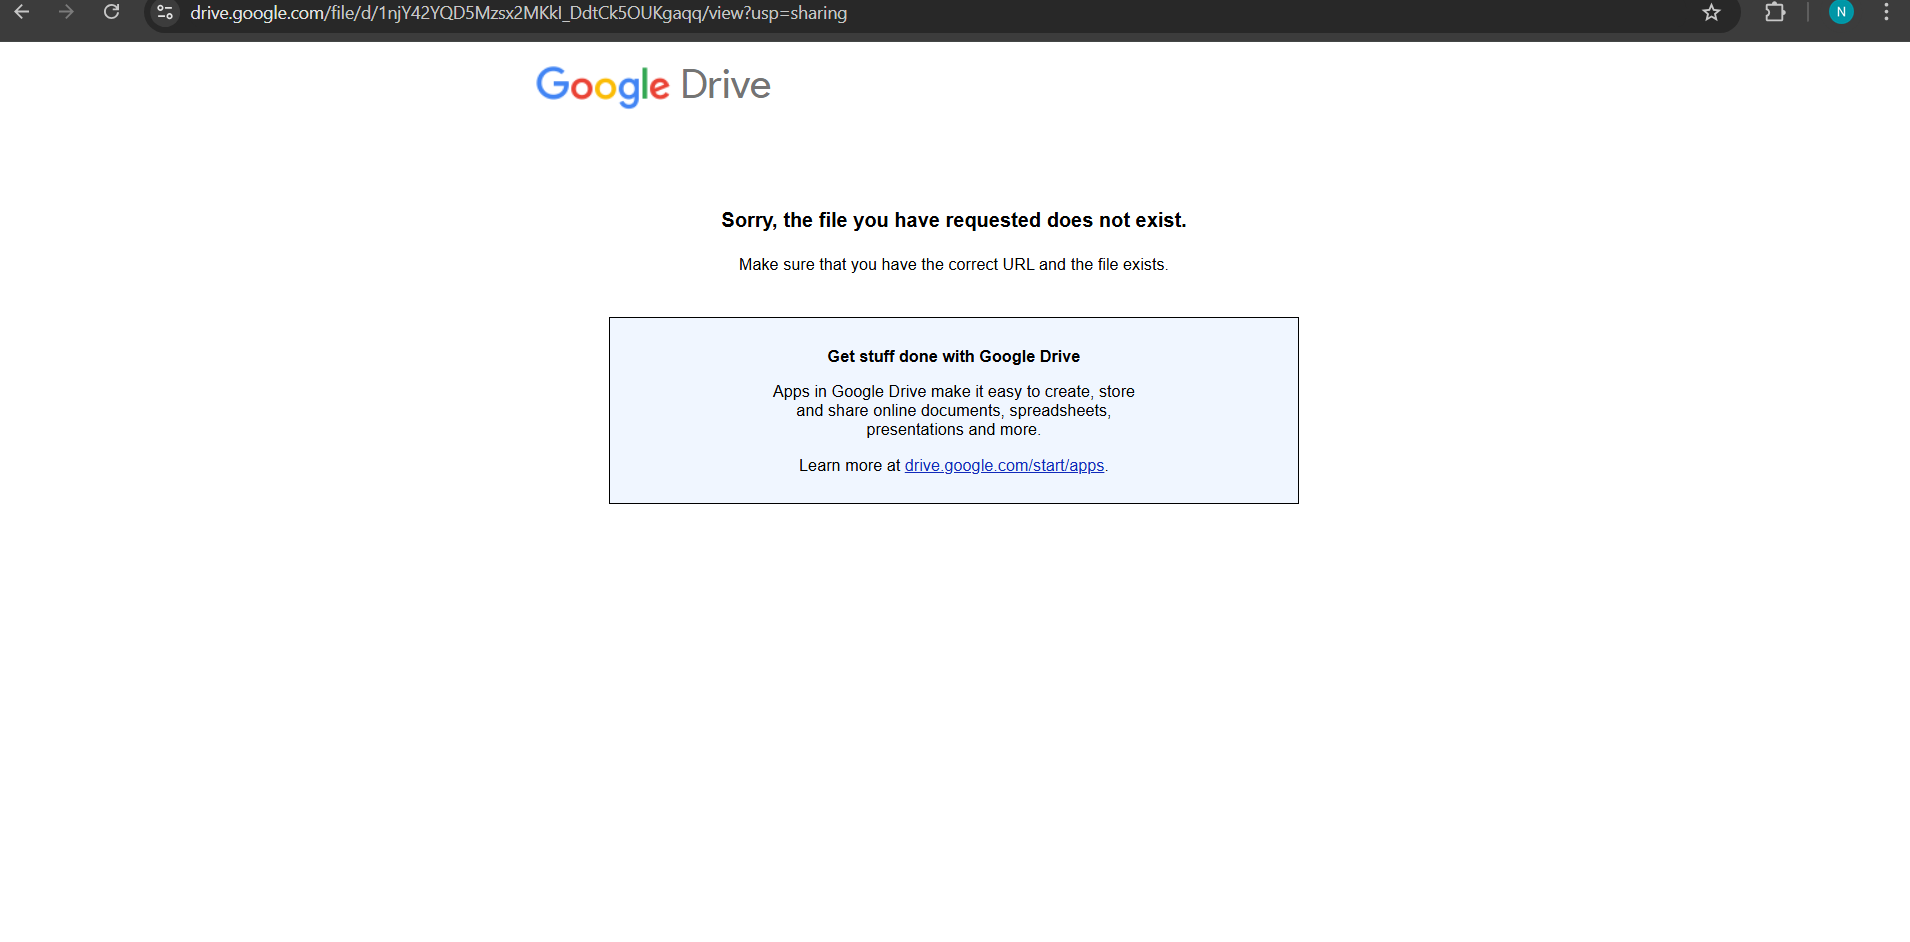 drive.google.com/file/d/1njY42YQD5Mzsx2MKkI_DdtCk5OUKgaqq/view?usp=sharing
N
Google Drive
Sorry, the file you have requested does not exist.
Make sure that you have the correct URL and the file exists.
Get stuff done with Google Drive
Apps in Google Drive make it easy to create, store
and share online documents, spreadsheets,
presentations and more.
Learn more at drive.google.com/start/apps.